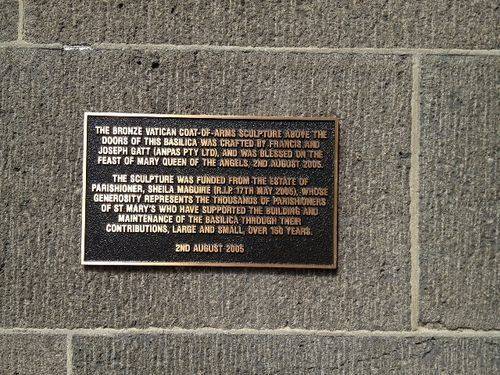 THE BRONZE VATICAN COAT-OF-ARMS SCULPTURE ABOVE THE
DOORS OF THIS BASILICA WAS CRAFTED BY FRANCIS AND
JOSEPH GATT (ANPAS PTY LTD), AND WAS BLESSED ON THE
FEAST OF MARY QUEEN OF THE ANGELS, 2ND AUGUST 2005.
THE SCULPTURE WAS FUNDED FROM THE ESTATE OF
PARISHIONER, SHEILA MAGUIRE (R.I.P. 17TH MAY 2005), WHOSE
GENEROSITY REPRESENTS THE THOUSANDS OF PARISHIONERS
OF ST MARY'S WHO HAVE SUPPORTED THE BUILDING AND
MAINTENANCE OF THE BASILICA THROUGH THEIR
CONTRIBUTIONS, LARGE AND SMALL, OVER 150 YEARS.
2ND AUGUST 2005